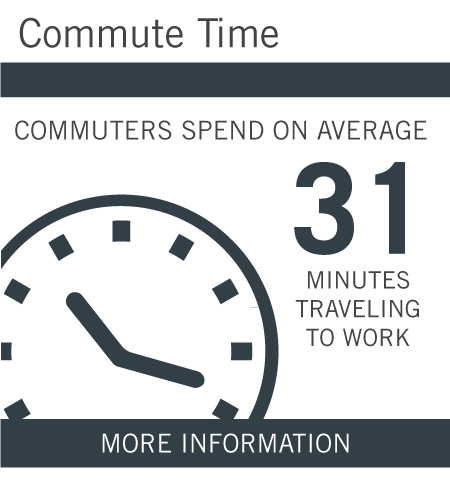 Commute Time
COMMUTERS SPEND ON AVERAGE
31
MINUTES
TRAVELING
TO WORK
MORE INFORMATION